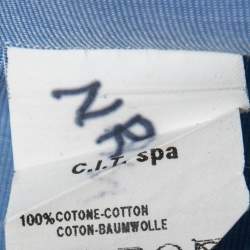 NR
C.I.T. spa
100%COTONE-COTTON
COTON-BAUMWOLLE